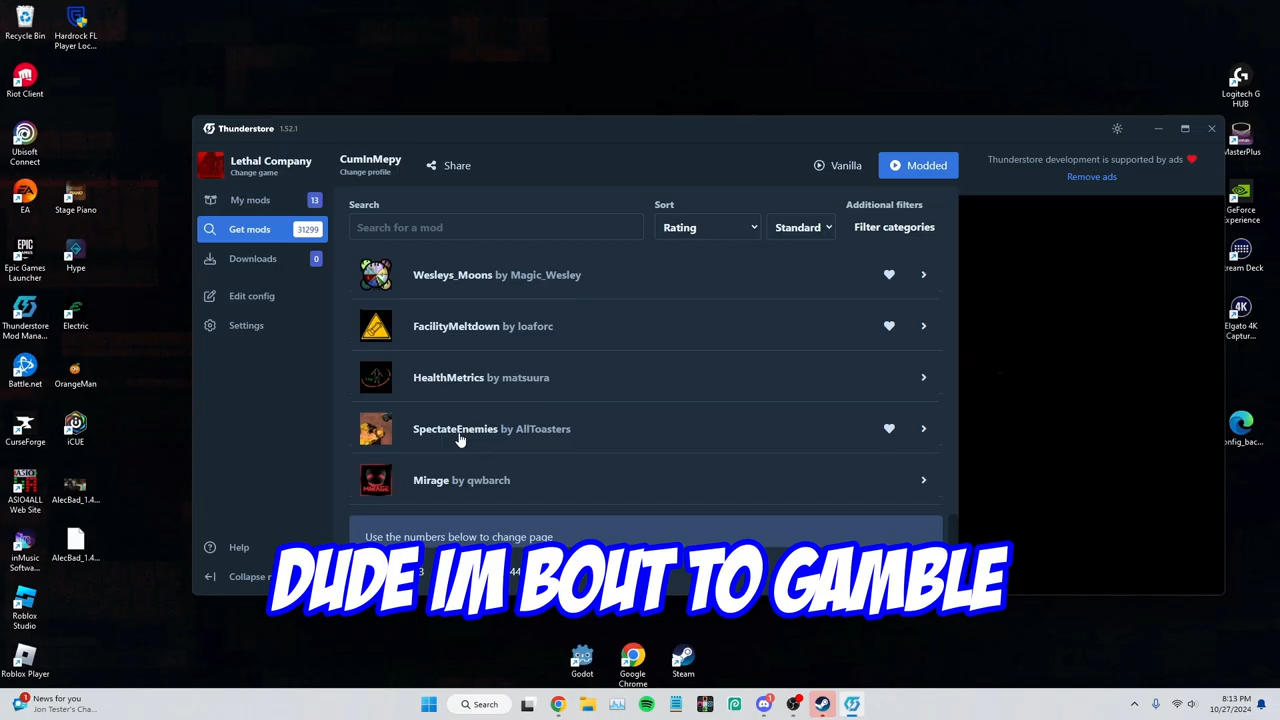 Recycle Bin
Hardrock FL
Player Loc...
Riot Client
Ubisoft
Connect
EA
Stage Piano
Epic Games
Launcher
Hype
Thunderstore
Mod Mana...
Electric
Battle.net
OrangeMan
CurseForge
iCUE
ASIO4ALL
Web Site
AlecBad_1.4...
inMusic
Softwa...
AlecBad_1.4...
Roblox
Studio
Roblox Player
Thunderstore 1.52.1
Lethal Company
Change game
CumInMepy
Change profile
Share
Vanilla
Modded
Thunderstore development is supported by ads
Remove ads
My mods 13
Get mods 31299
Downloads 0
Edit config
Settings
Help
Collapse
Search
Sort
Additional filters
Search for a mod
Rating
Standard
Filter categories
Wesleys_Moons by Magic_Wesley
FacilityMeltdown by loaforc
HealthMetrics by matsuura
SpectateEnemies by AllToasters
Mirage by qwbarch
Use the numbers below to change page
3
44
DUDE IM BOUT TO GAMBLE
Logitech G
HUB
MasterPlus
GeForce
Experience
Elgato 4K
Captur...
Godot
Google
Chrome
Steam
News for you
Jon Tester's Cha...
Search
8:13 PM
10/27/2024